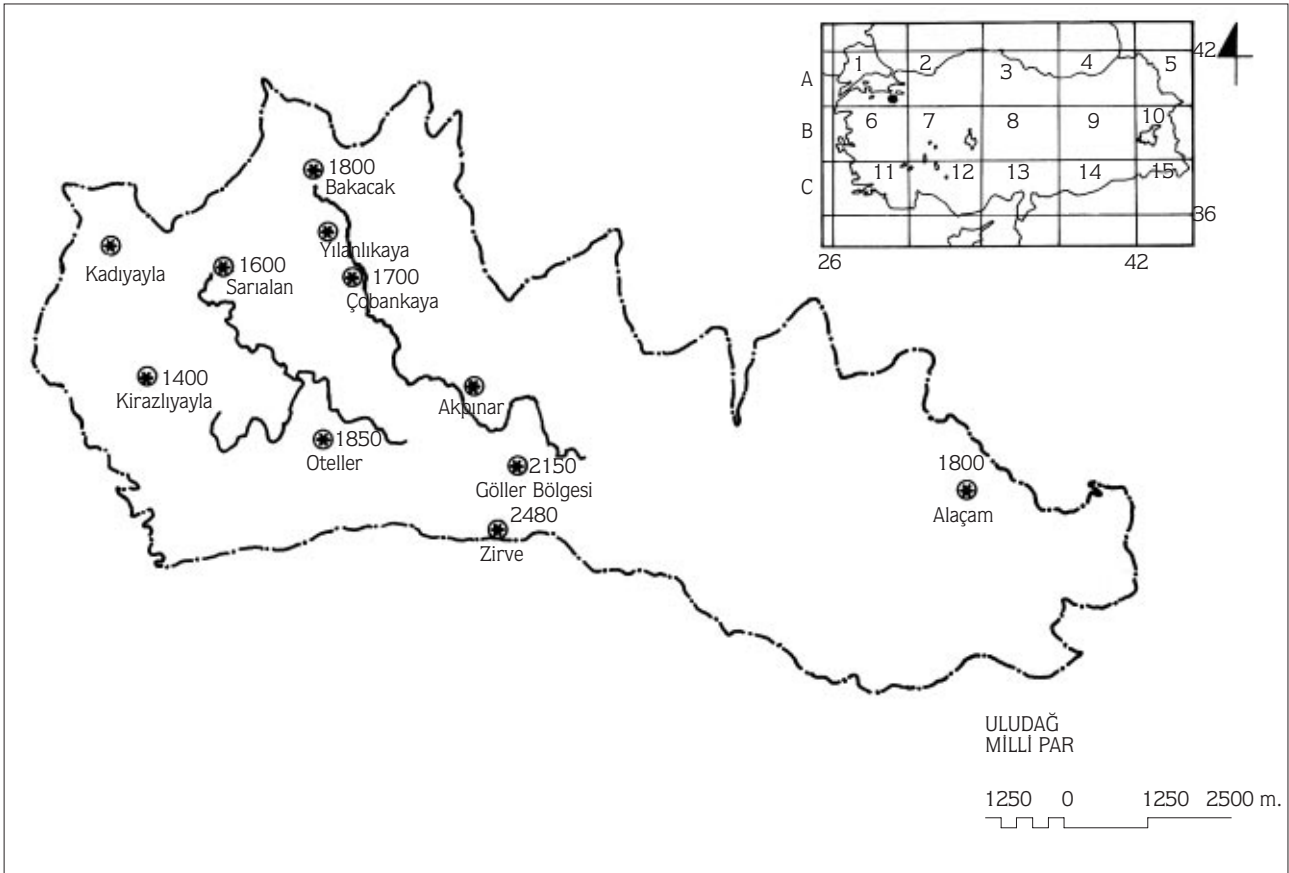 42
1
2
3
4
5
A
6
7
8
9
10
B
11
12
13
14
15
C
36
26
42
1800
Bakacak
Yılanlıkaya
Kadıyayla
1600
Sarıalan
1700
Çobankaya
1400
Kirazlıyayla
Akpınar
1850
Oteller
2150
Göller Bölgesi
2480
Zirve
1800
Alaçam
ULUDAĞ
MİLLİ PAR
1250 0 1250 2500 m.